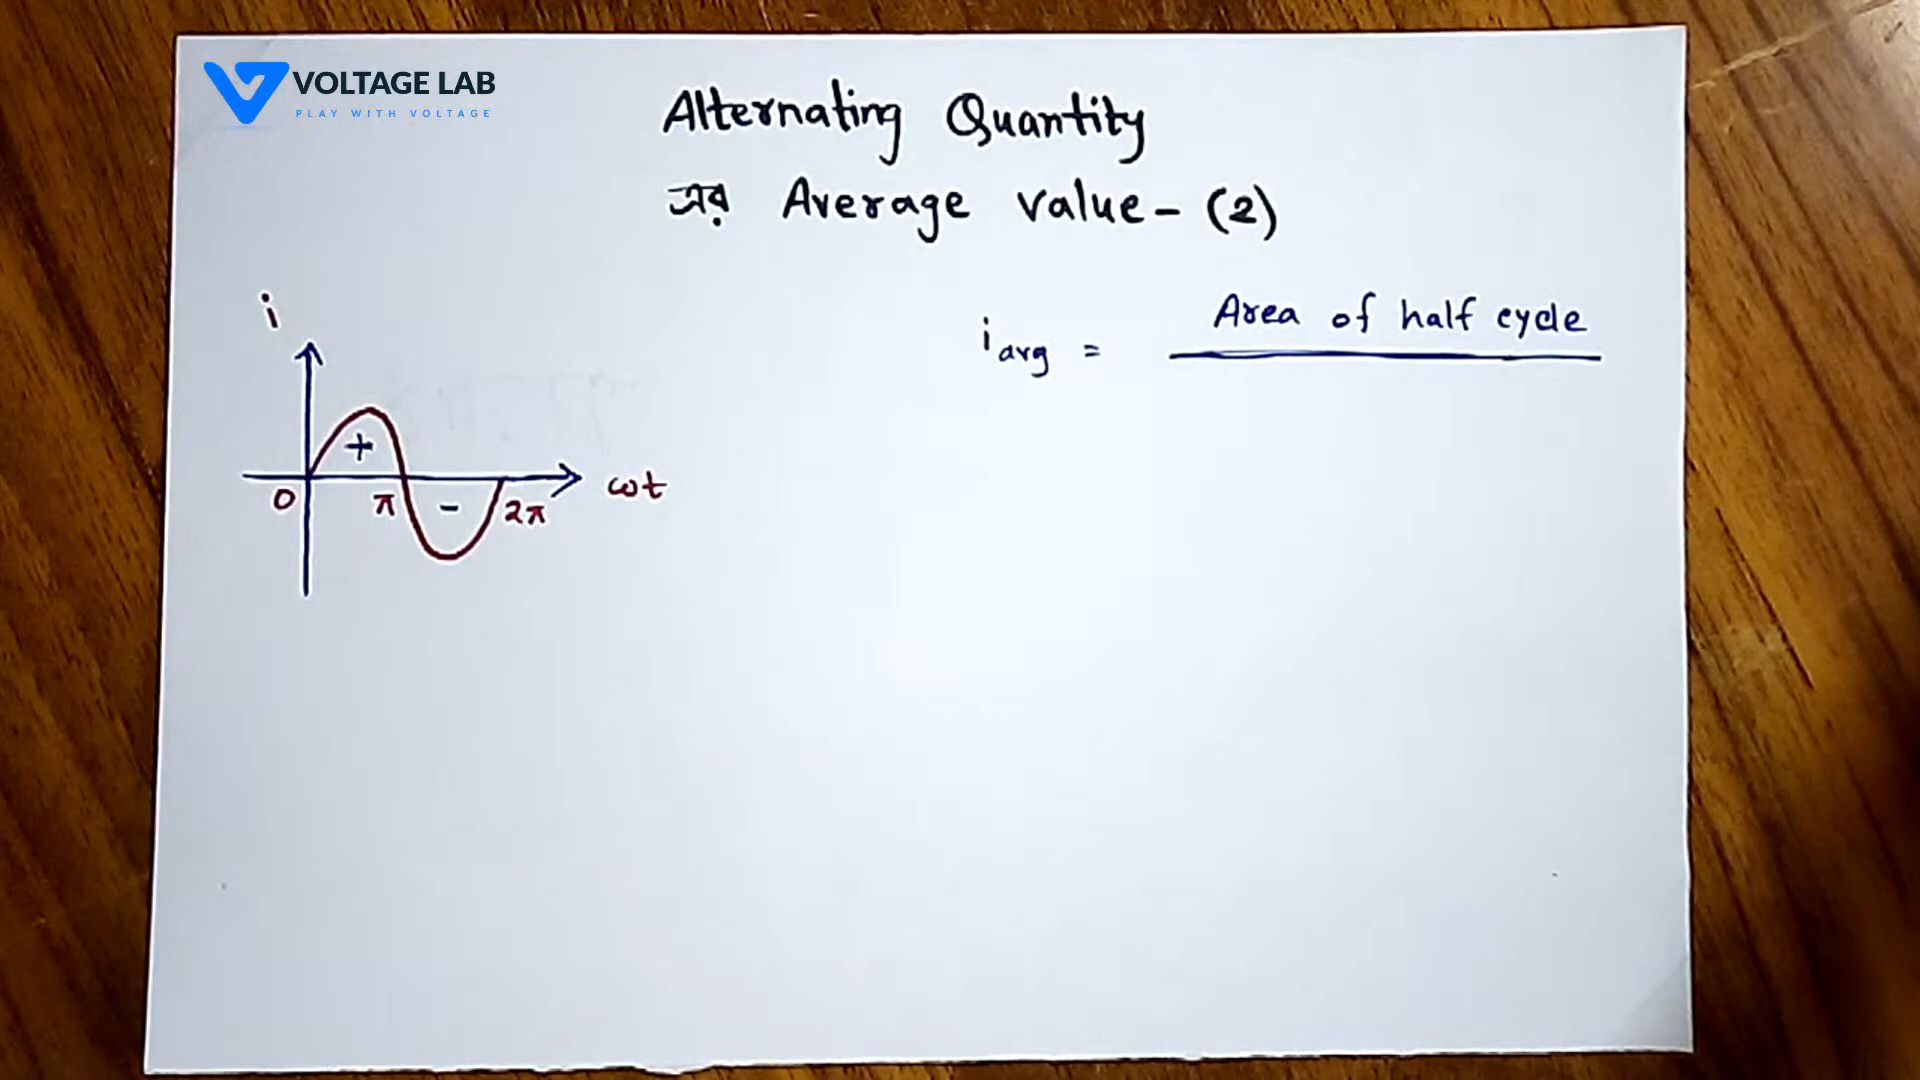 VOLTAGE LAB
PLAY WITH VOLTAGE
Alternating Quantity
এর Average value - (2)
i
i avg = Area of half cycle
+
0 π - 2π ωt